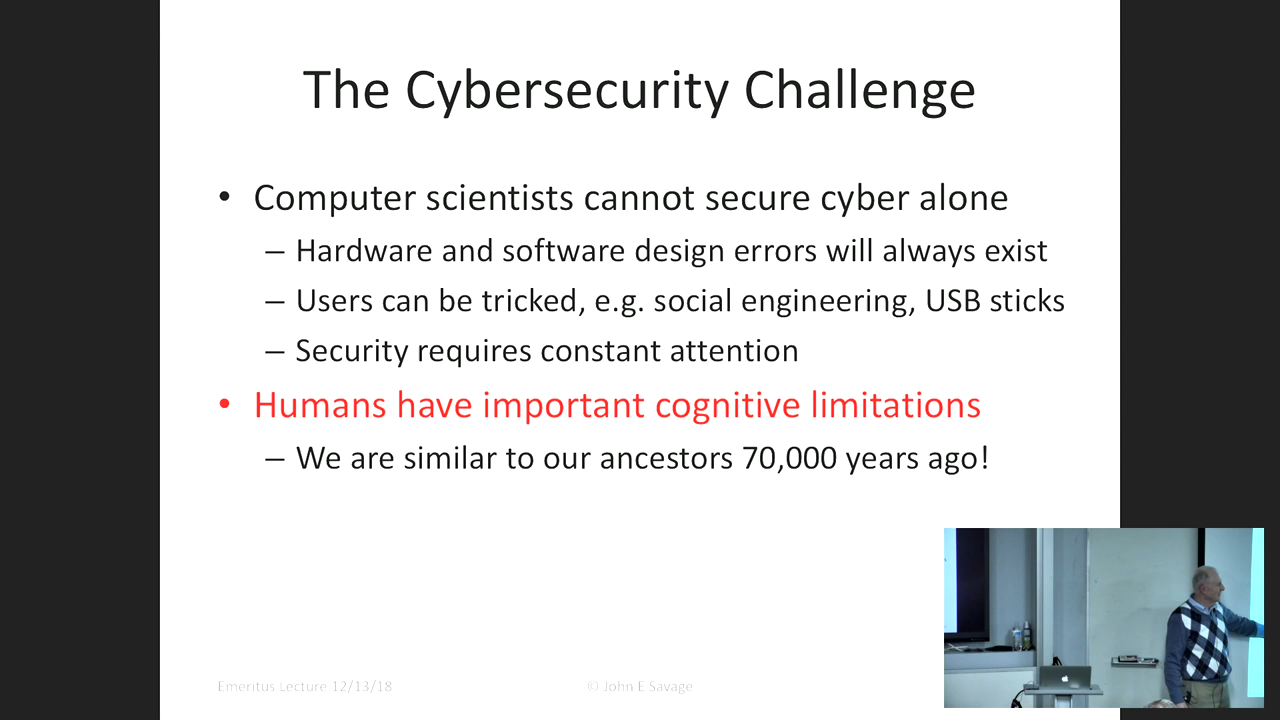 The Cybersecurity Challenge
• Computer scientists cannot secure cyber alone
– Hardware and software design errors will always exist
– Users can be tricked, e.g. social engineering, USB sticks
– Security requires constant attention
• Humans have important cognitive limitations
– We are similar to our ancestors 70,000 years ago!
Emeritus Lecture 12/13/18
© John E Savage